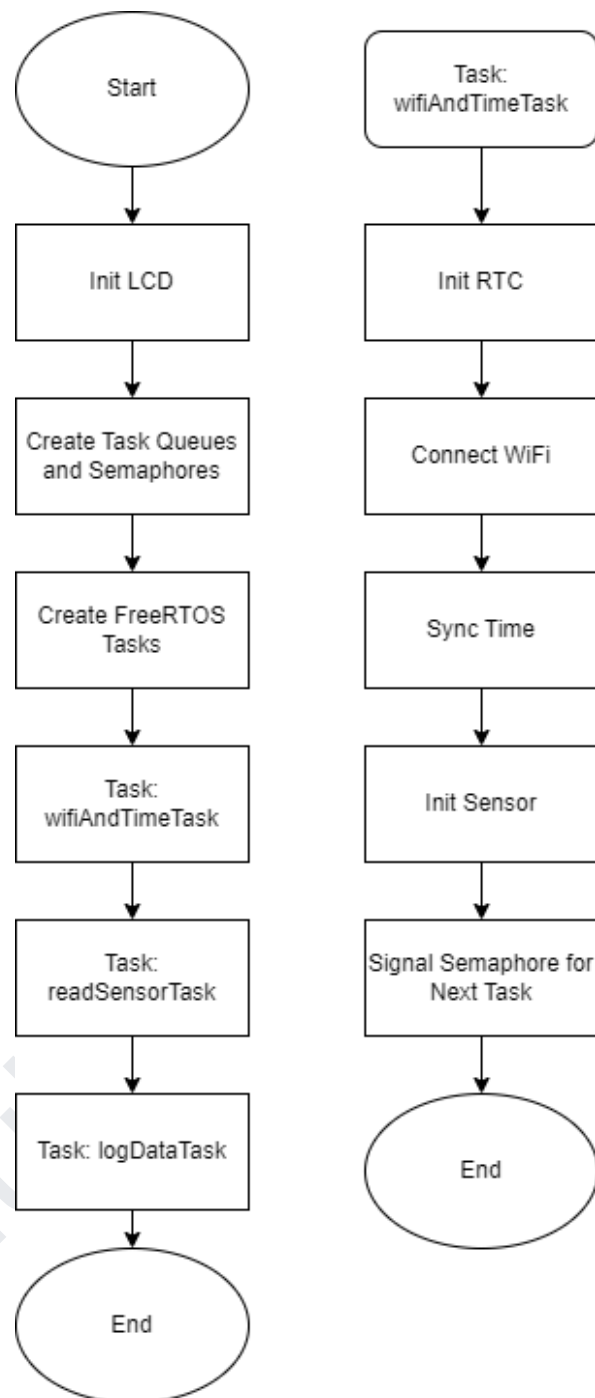 Start
Init LCD
Create Task Queues
and Semaphores
Create FreeRTOS
Tasks
Task:
wifiAndTimeTask
Task:
readSensorTask
Task: logDataTask
End
Task:
wifiAndTimeTask
Init RTC
Connect WiFi
Sync Time
Init Sensor
Signal Semaphore for
Next Task
End